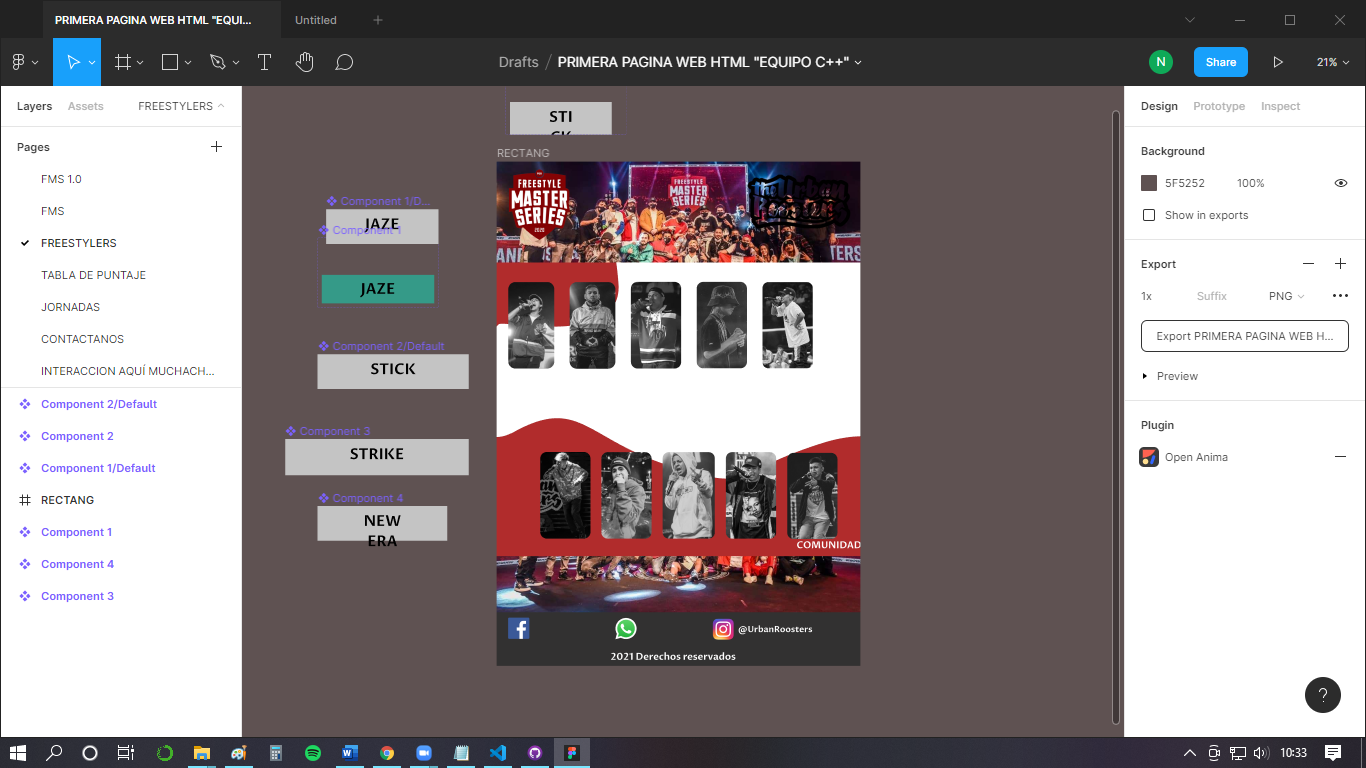 PRIMERA PAGINA WEB HTML "EQUI...
Untitled
Drafts / PRIMERA PAGINA WEB HTML "EQUIPO C++"
N
Share
21%
Layers
Assets
FREESTYLERS
Pages
FMS 1.0
FMS
FREESTYLERS
TABLA DE PUNTAJE
JORNADAS
CONTACTANOS
INTERACCION AQUÍ MUCHACH...
Component 2/Default
Component 2
Component 1/Default
RECTANG
Component 1
Component 4
Component 3
STI
CK
RECTANG
FREESTYLE
MASTER
SERIES
2020
FREESTYLE
MASTER
SERIES
Component 1/D...
JAZE
Component 1
JAZE
Component 2/Default
STICK
Component 3
STRIKE
Component 4
NEW
ERA
COMUNIDAD
@UrbanRoosters
2021 Derechos reservados
Design
Prototype
Inspect
Background
5F5252
100%
Show in exports
Export
1x
Suffix
PNG
Export PRIMERA PAGINA WEB H...
Preview
Plugin
Open Anima
?
10:33